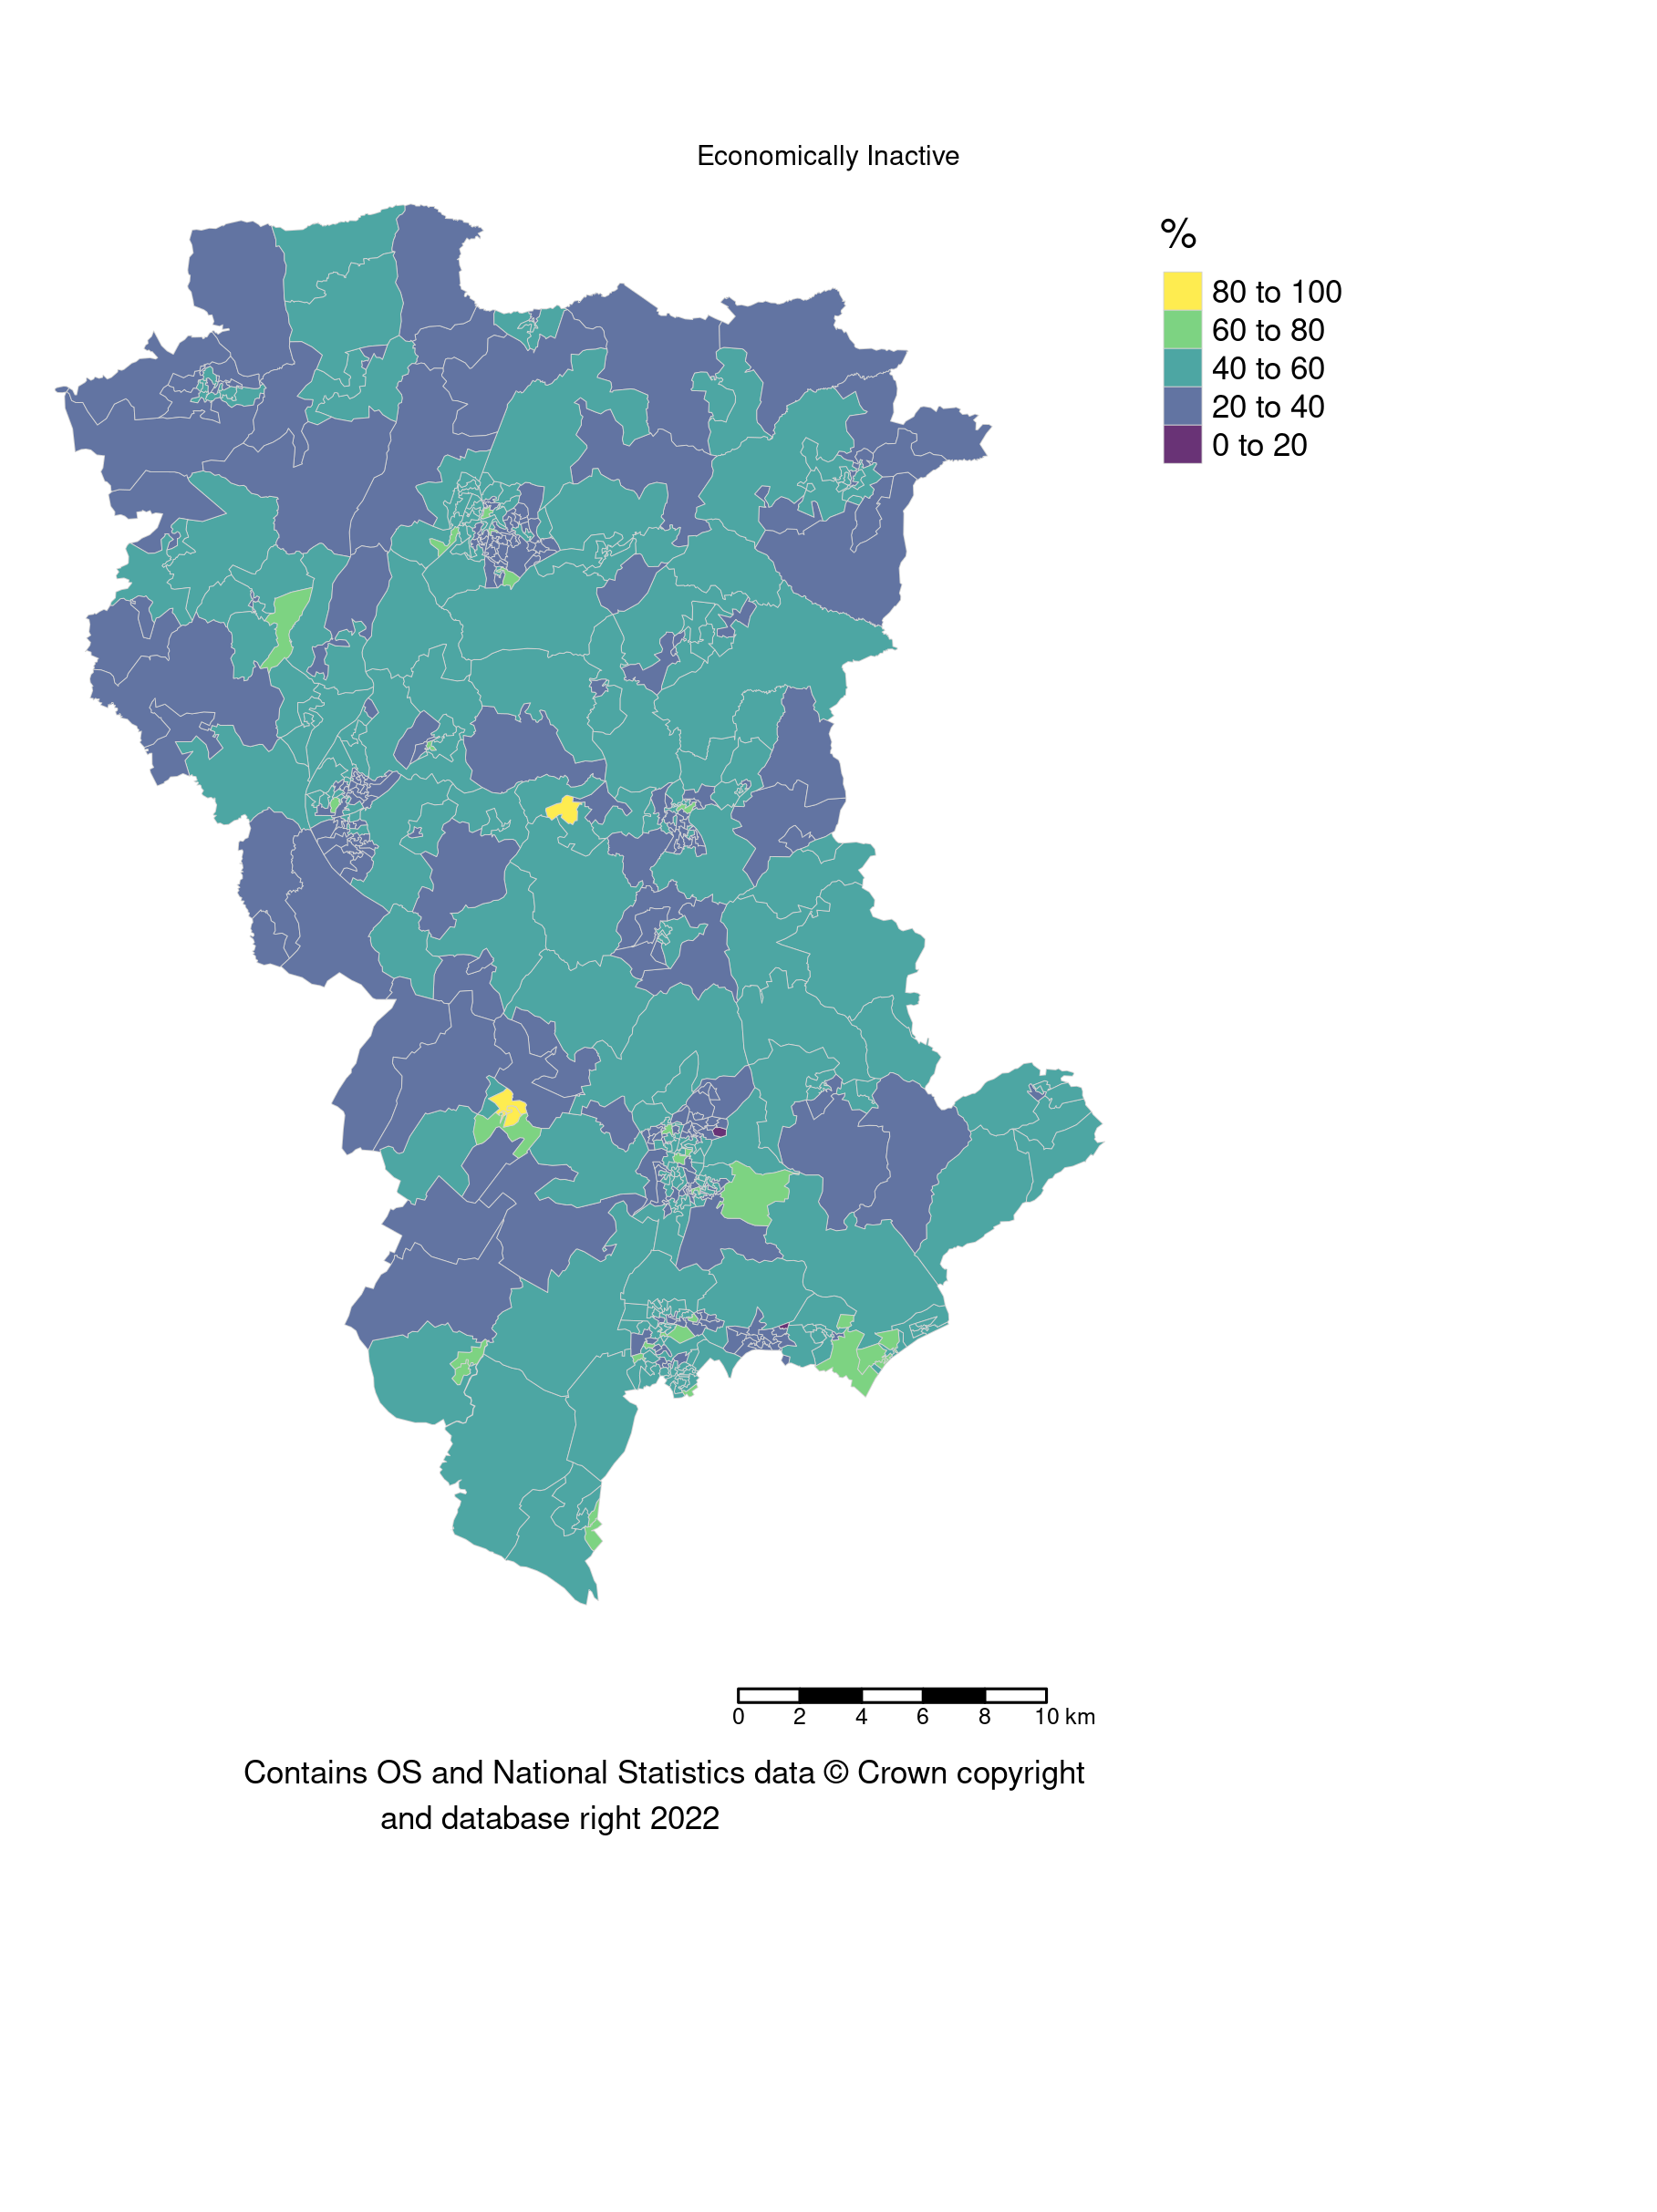 Economically Inactive
%
80 to 100
60 to 80
40 to 60
20 to 40
0 to 20
0 2 4 6 8 10 km
Contains OS and National Statistics data © Crown copyright
and database right 2022